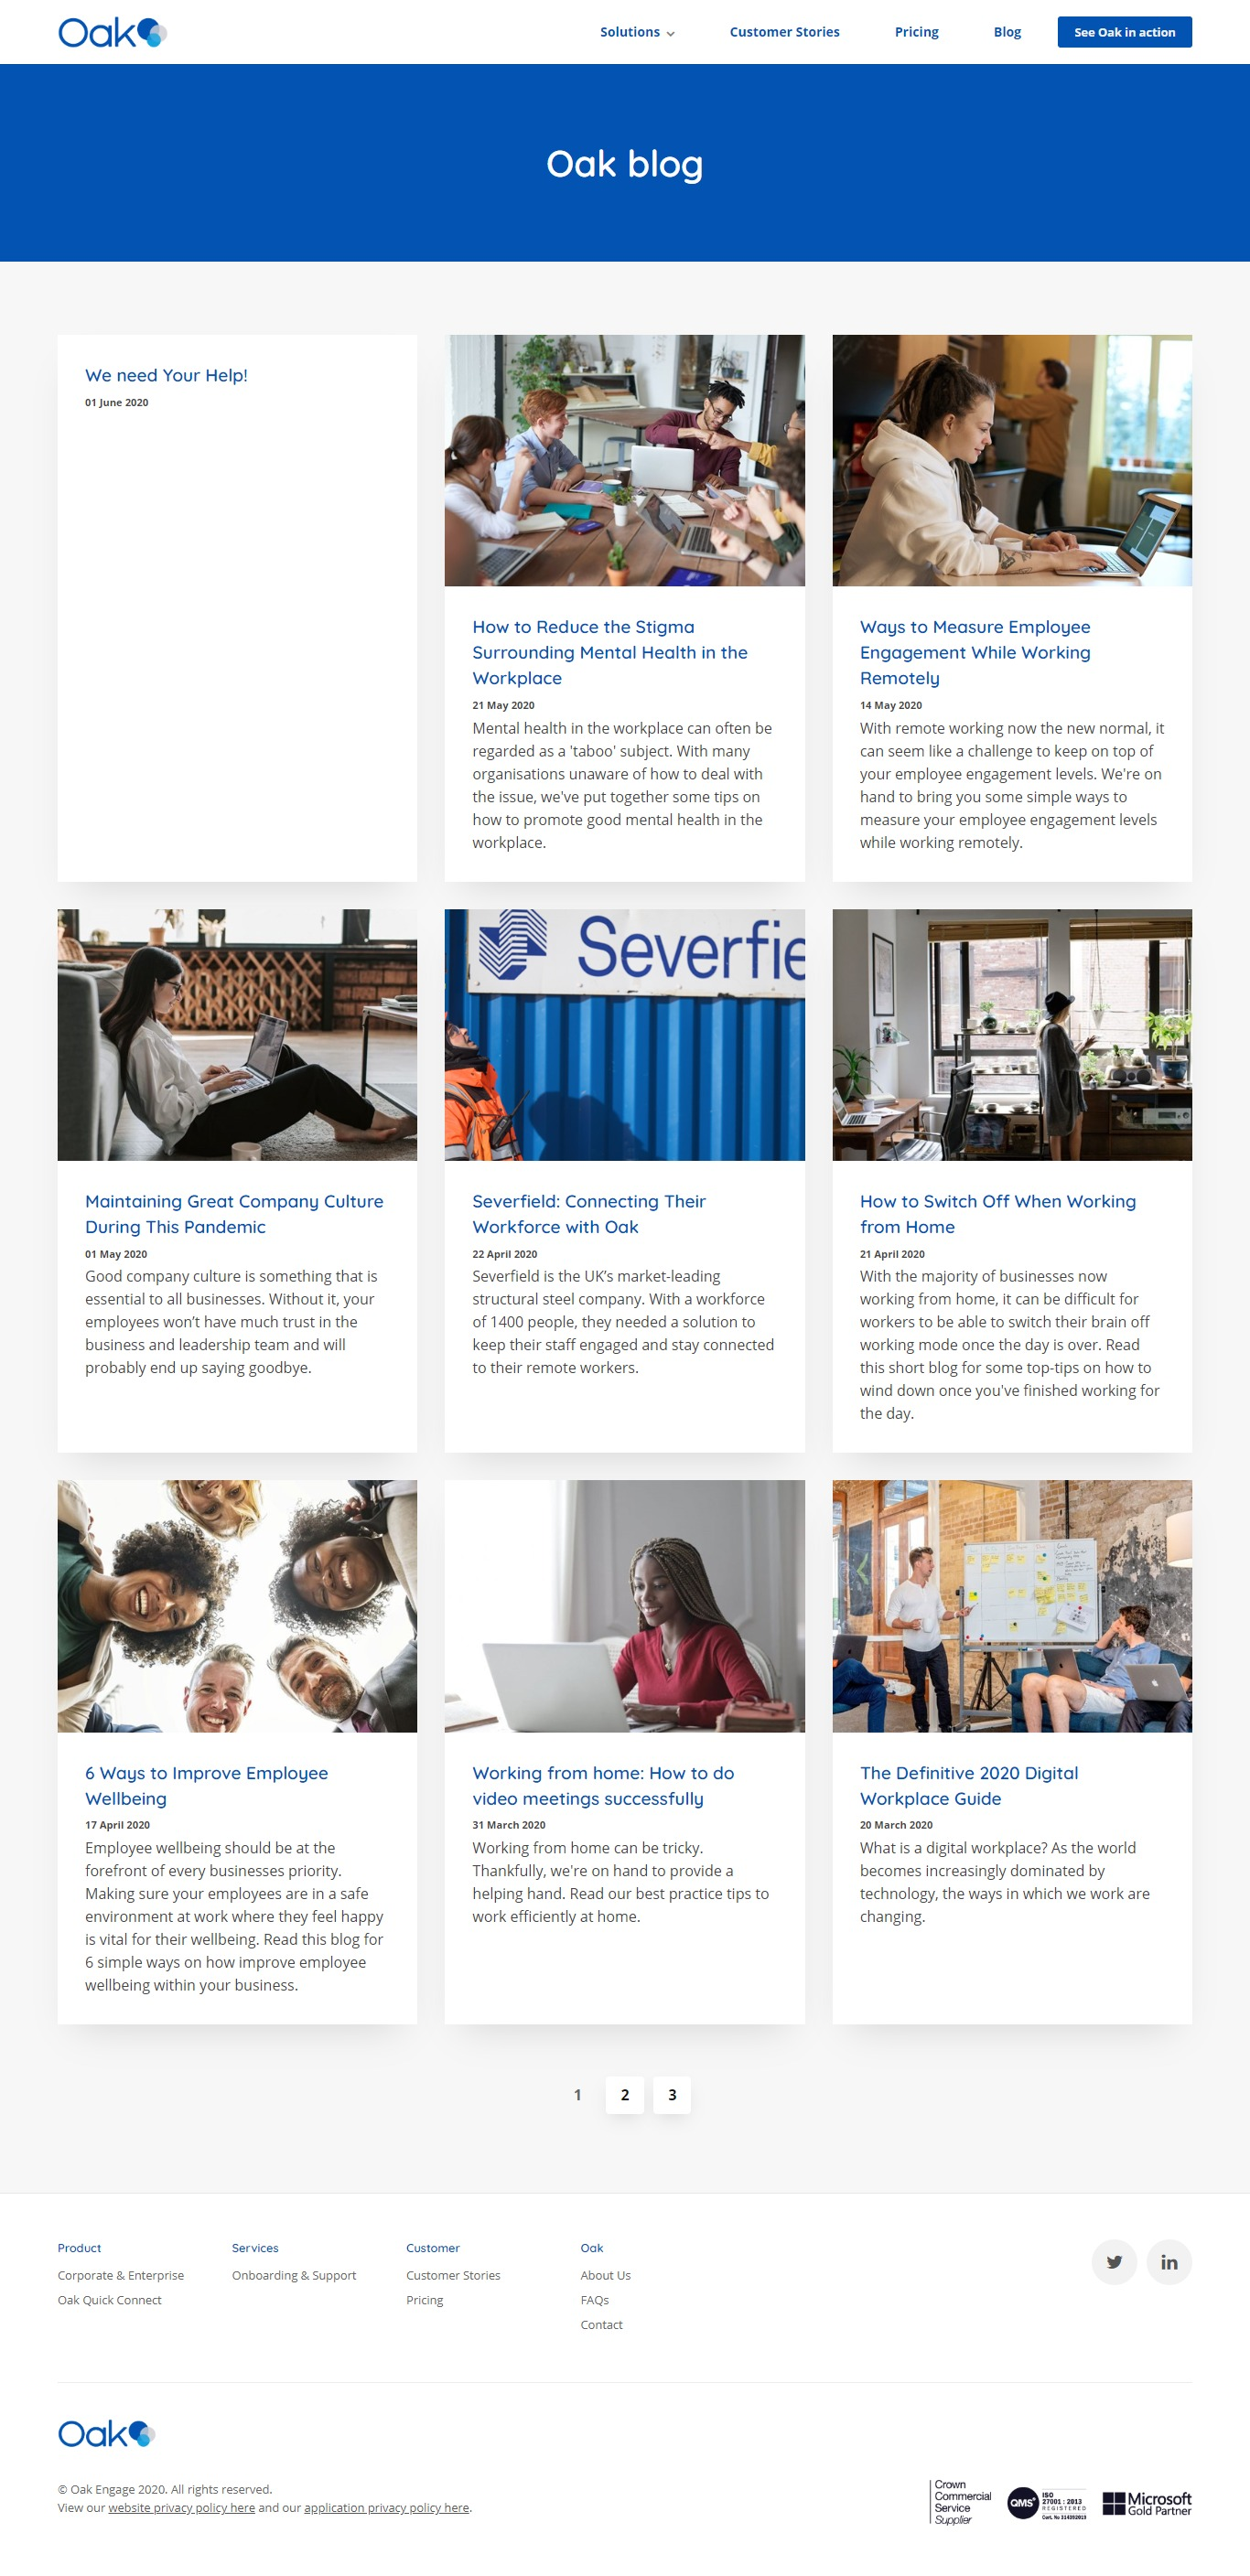 Oak
Solutions
Customer Stories
Pricing
Blog
See Oak in action
Oak blog
We need Your Help!
01 June 2020
How to Reduce the Stigma
Surrounding Mental Health in the
Workplace
21 May 2020
Mental health in the workplace can often be
regarded as a 'taboo' subject. With many
organisations unaware of how to deal with
the issue, we've put together some tips on
how to promote good mental health in the
workplace.
Ways to Measure Employee
Engagement While Working
Remotely
14 May 2020
With remote working now the new normal, it
can seem like a challenge to keep on top of
your employee engagement levels. We're on
hand to bring you some simple ways to
measure your employee engagement levels
while working remotely.
Maintaining Great Company Culture
During This Pandemic
01 May 2020
Good company culture is something that is
essential to all businesses. Without it, your
employees won’t have much trust in the
business and leadership team and will
probably end up saying goodbye.
Severfie
Severfield: Connecting Their
Workforce with Oak
22 April 2020
Severfield is the UK’s market-leading
structural steel company. With a workforce
of 1400 people, they needed a solution to
keep their staff engaged and stay connected
to their remote workers.
How to Switch Off When Working
from Home
21 April 2020
With the majority of businesses now
working from home, it can be difficult for
workers to be able to switch their brain off
working mode once the day is over. Read
this short blog for some top-tips on how to
wind down once you've finished working for
the day.
6 Ways to Improve Employee
Wellbeing
17 April 2020
Employee wellbeing should be at the
forefront of every businesses priority.
Making sure your employees are in a safe
environment at work where they feel happy
is vital for their wellbeing. Read this blog for
6 simple ways on how improve employee
wellbeing within your business.
Working from home: How to do
video meetings successfully
31 March 2020
Working from home can be tricky.
Thankfully, we're on hand to provide a
helping hand. Read our best practice tips to
work efficiently at home.
The Definitive 2020 Digital
Workplace Guide
20 March 2020
What is a digital workplace? As the world
becomes increasingly dominated by
technology, the ways in which we work are
changing.
1 2 3
Product
Corporate & Enterprise
Oak Quick Connect
Services
Onboarding & Support
Customer
Customer Stories
Pricing
Oak
About Us
FAQs
Contact
in
Oak
© Oak Engage 2020. All rights reserved.
View our website privacy policy here and our application privacy policy here.
Crown
Commercial
Service
Supplier
QMS
ISO
27001 : 2013
REGISTERED
Microsoft
Gold Partner